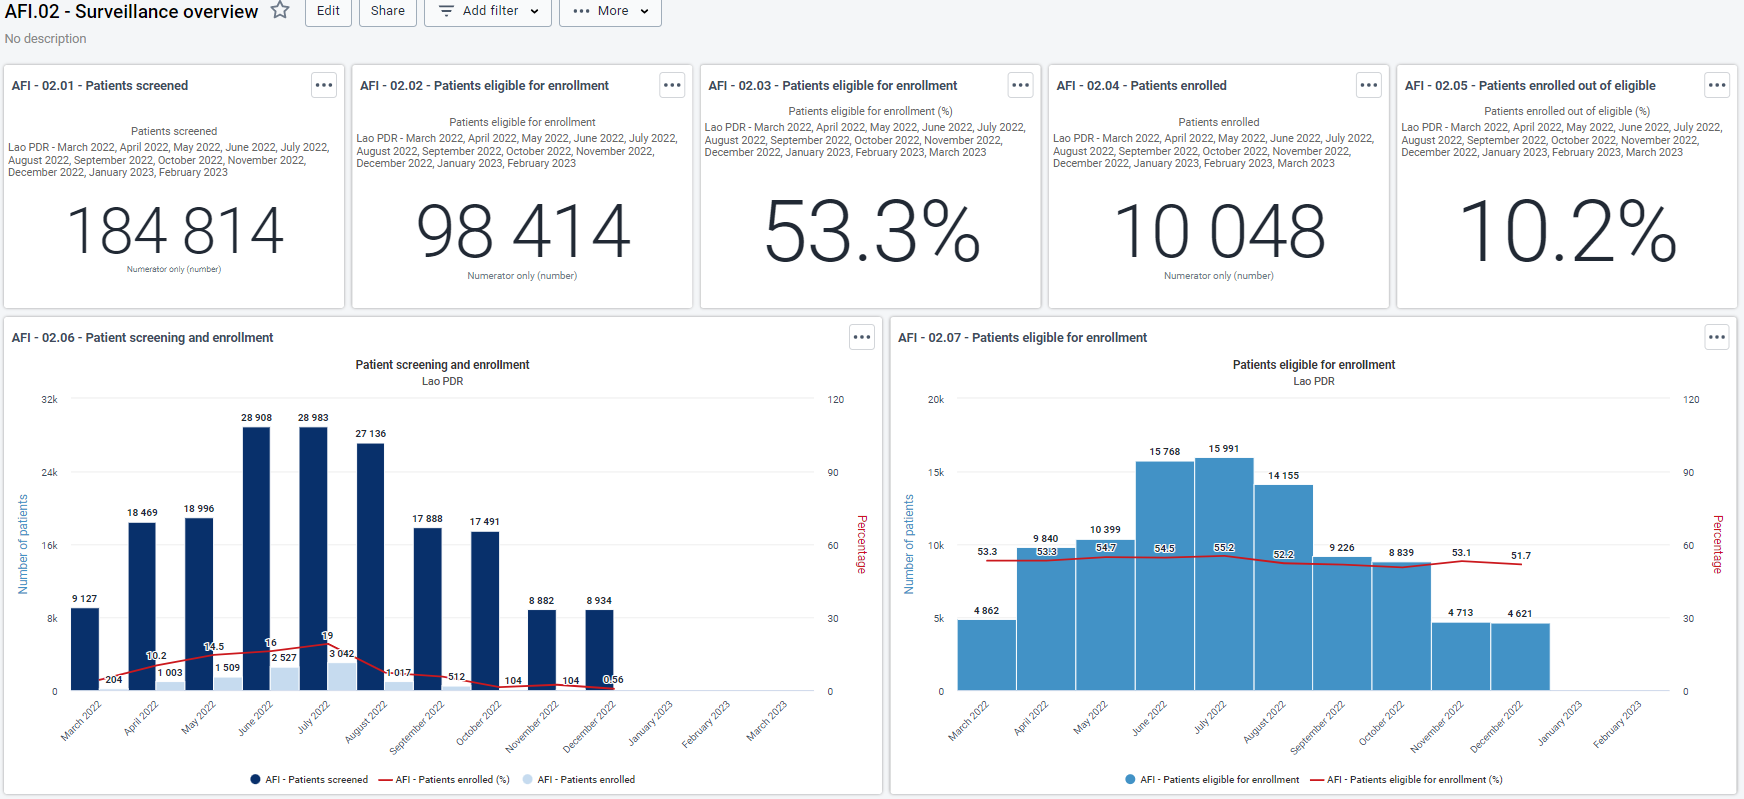 AFI.02 - Surveillance overview
Edit
Share
Add filter
More
No description
AFI - 02.01 - Patients screened
Patients screened
Lao PDR - March 2022, April 2022, May 2022, June 2022, July 2022,
August 2022, September 2022, October 2022, November 2022,
December 2022, January 2023, February 2023
184 814
Numerator only (number)
AFI - 02.02 - Patients eligible for enrollment
Patients eligible for enrollment
Lao PDR - March 2022, April 2022, May 2022, June 2022, July 2022,
August 2022, September 2022, October 2022, November 2022,
December 2022, January 2023, February 2023
98 414
Numerator only (number)
AFI - 02.03 - Patients eligible for enrollment
Patients eligible for enrollment (%)
Lao PDR - March 2022, April 2022, May 2022, June 2022, July 2022,
August 2022, September 2022, October 2022, November 2022,
December 2022, January 2023, February 2023, March 2023
53.3%
AFI - 02.04 - Patients enrolled
Patients enrolled
Lao PDR - March 2022, April 2022, May 2022, June 2022, July 2022,
August 2022, September 2022, October 2022, November 2022,
December 2022, January 2023, February 2023, March 2023
10 048
Numerator only (number)
AFI - 02.05 - Patients enrolled out of eligible
Patients enrolled out of eligible (%)
Lao PDR - March 2022, April 2022, May 2022, June 2022, July 2022,
August 2022, September 2022, October 2022, November 2022,
December 2022, January 2023, February 2023, March 2023
10.2%
AFI - 02.06 - Patient screening and enrollment
Patient screening and enrollment
Lao PDR
Number of patients
32k
24k
16k
8k
0
9 127
18 469
18 996
28 908
28 983
27 136
17 888
17 491
8 882
8 934
10.2
14.5
16
19
204
1 003
1 509
2 527
3 042
1 017
512
104
104
0.56
120
90
60
30
0
Percentage
March 2022
April 2022
May 2022
June 2022
July 2022
August 2022
September 2022
October 2022
November 2022
December 2022
January 2023
February 2023
March 2023
AFI - Patients screened
AFI - Patients enrolled (%)
AFI - Patients enrolled
AFI - 02.07 - Patients eligible for enrollment
Patients eligible for enrollment
Lao PDR
Number of patients
20k
15k
10k
5k
0
4 862
9 840
10 399
15 768
15 991
14 155
9 226
8 839
4 713
4 621
53.3
53.3
54.7
54.5
55.2
52.2
53.1
51.7
120
90
60
30
0
Percentage
March 2022
April 2022
May 2022
June 2022
July 2022
August 2022
September 2022
October 2022
November 2022
December 2022
January 2023
February 2023
AFI - Patients eligible for enrollment
AFI - Patients eligible for enrollment (%)